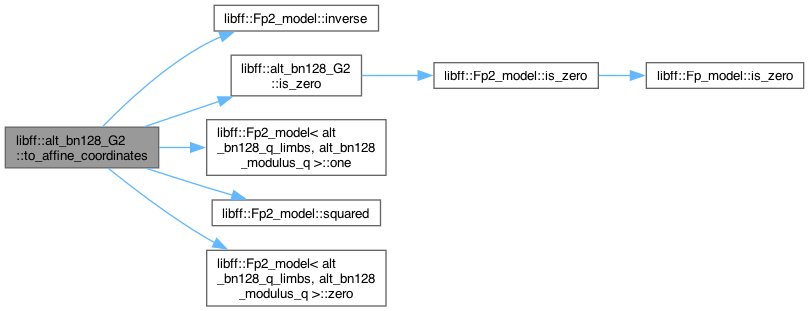 libff::Fp2_model::inverse
libff::alt_bn128_G2
::is_zero
libff::Fp2_model::is_zero
libff::Fp_model::is_zero
libff::alt_bn128_G2
::to_affine_coordinates
libff::Fp2_model< alt
_bn128_q_limbs, alt_bn128
_modulus_q >::one
libff::Fp2_model::squared
libff::Fp2_model< alt
_bn128_q_limbs, alt_bn128
_modulus_q >::zero